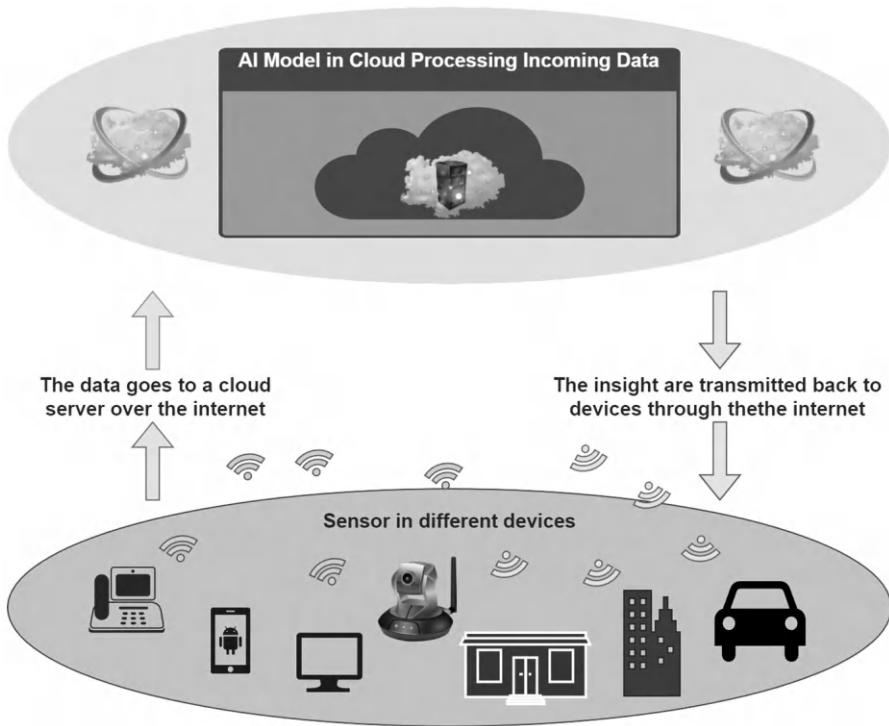 AI Model in Cloud Processing Incoming Data
The data goes to a cloud
server over the internet
The insight are transmitted back to
devices through thethe internet
Sensor in different devices